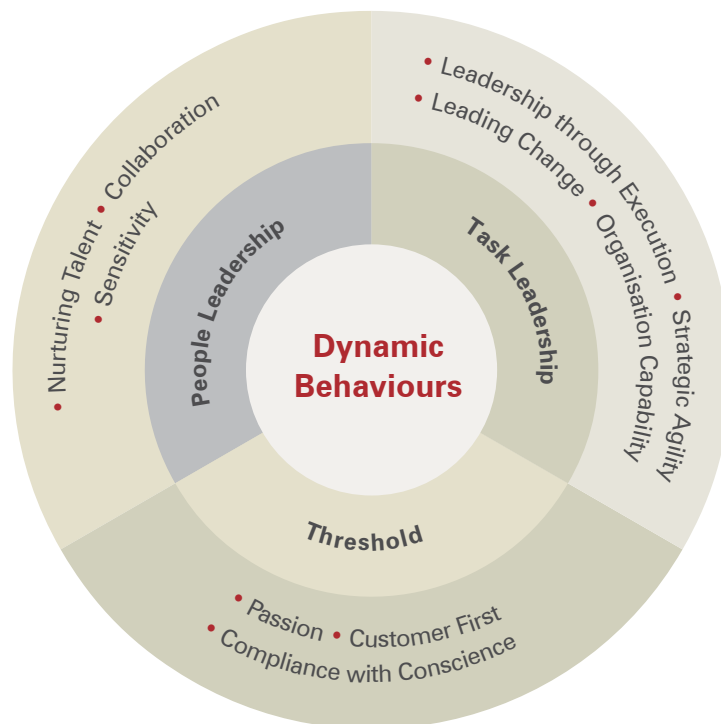 Dynamic
Behaviours
People Leadership
• Nurturing Talent • Collaboration
• Sensitivity
Task Leadership
• Leadership through Execution • Strategic Agility
• Leading Change • Organisation Capability
Threshold
• Passion • Customer First
• Compliance with Conscience